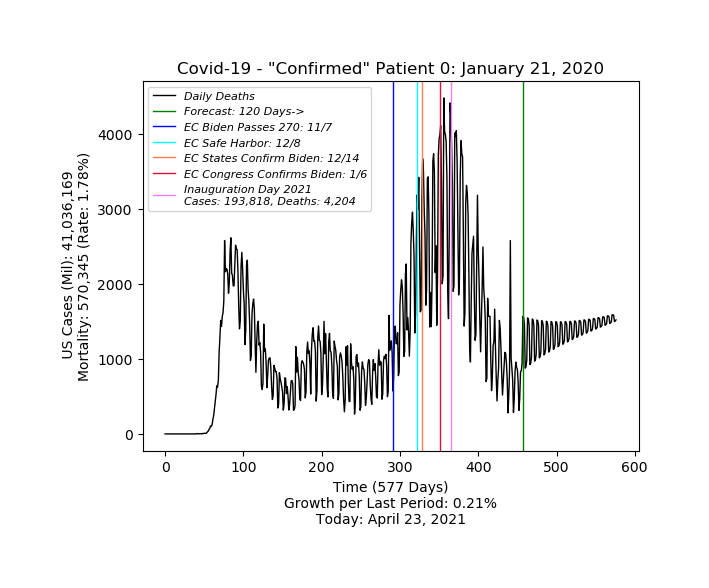 Covid-19 - "Confirmed" Patient 0: January 21, 2020
Daily Deaths
Forecast: 120 Days->
EC Biden Passes 270: 11/7
EC Safe Harbor: 12/8
EC States Confirm Biden: 12/14
EC Congress Confirms Biden: 1/6
Inauguration Day 2021
Cases: 193,818, Deaths: 4,204
US Cases (Mil): 41,036,169
Mortality: 570,345 (Rate: 1.78%)
4000
3000
2000
1000
0
0 100 200 300 400 500 600
Time (577 Days)
Growth per Last Period: 0.21%
Today: April 23, 2021